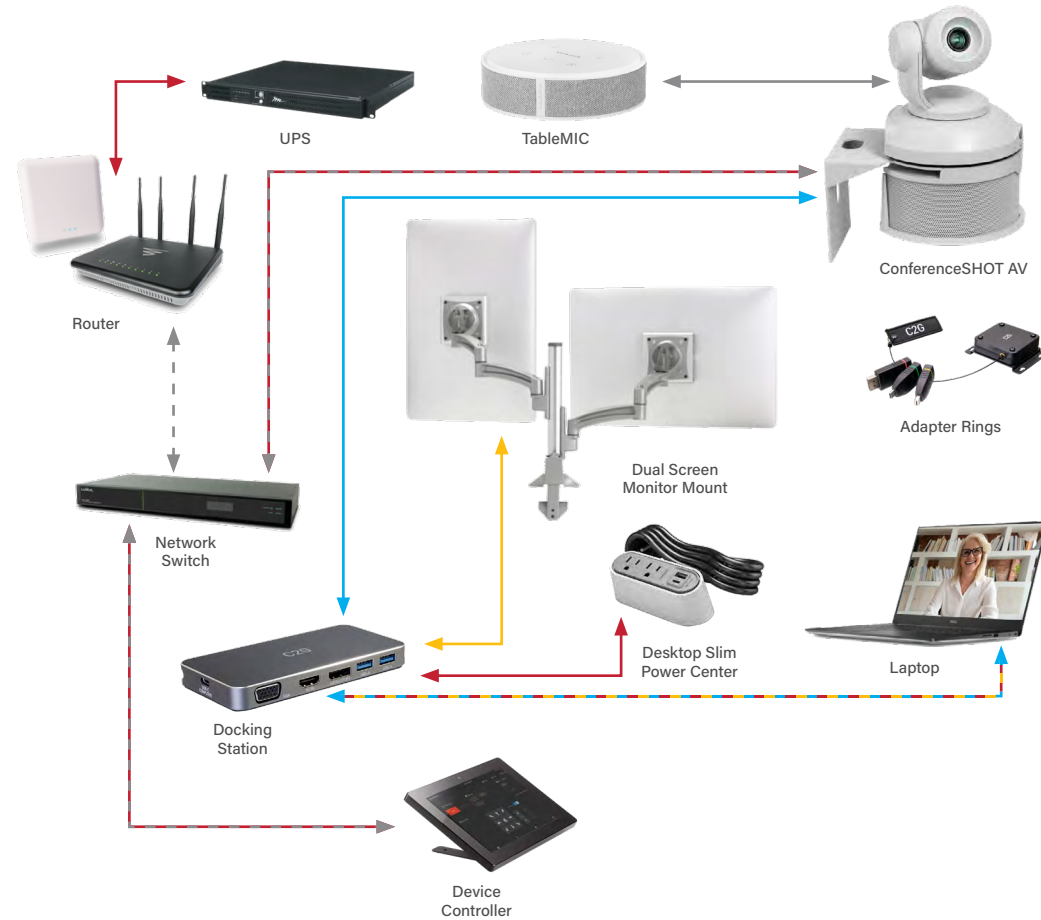 UPS
TableMIC
ConferenceSHOT AV
Router
C2G
Adapter Rings
Dual Screen
Monitor Mount
Network
Switch
Desktop Slim
Power Center
Laptop
C2G
Docking
Station
Device
Controller